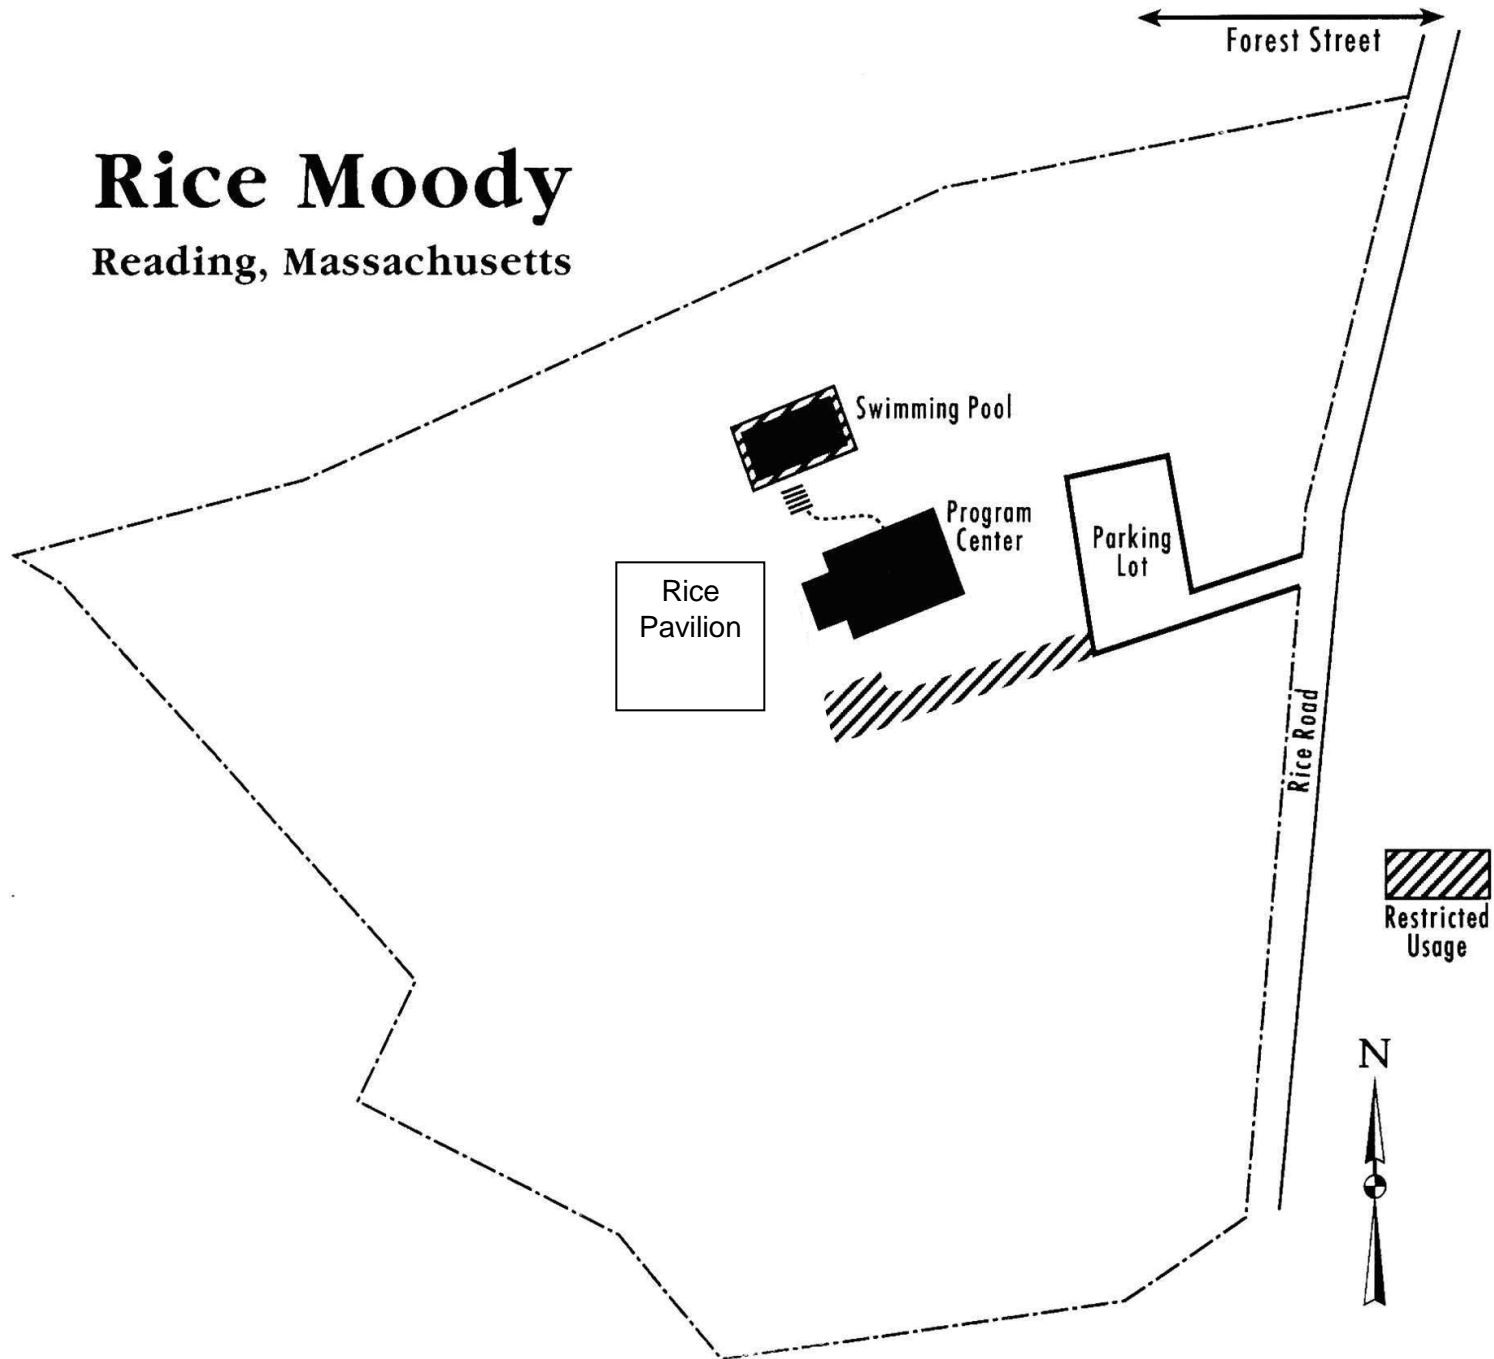 Forest Street
Rice Moody
Reading, Massachusetts
Swimming Pool
Program
Center
Parking
Lot
Rice
Pavilion
Rice Road
Restricted
Usage
N